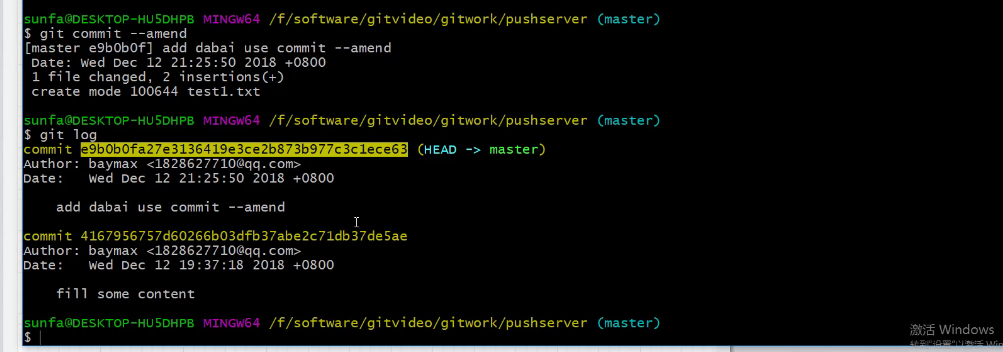 sunfa@DESKTOP-HU5DHPB MINGW64 /f/software/gitvideo/gitwork/pushserver (master)
$ git commit --amend
[master e9b0b0f] add dabai use commit --amend
 Date: Wed Dec 12 21:25:50 2018 +0800
 1 file changed, 2 insertions(+)
 create mode 100644 test1.txt
sunfa@DESKTOP-HU5DHPB MINGW64 /f/software/gitvideo/gitwork/pushserver (master)
$ git log
commit e9b0b0fa27e3136419e3ce2b873b977c3c1ece63 (HEAD -> master)
Author: baymax <1828627710@qq.com>
Date:   Wed Dec 12 21:25:50 2018 +0800
    add dabai use commit --amend
commit 4167956757d60266b03dfb37abe2c71db37de5ae
Author: baymax <1828627710@qq.com>
Date:   Wed Dec 12 19:37:18 2018 +0800
    fill some content
sunfa@DESKTOP-HU5DHPB MINGW64 /f/software/gitvideo/gitwork/pushserver (master)
$
激活 Windows
转到"设置"以激活 Win